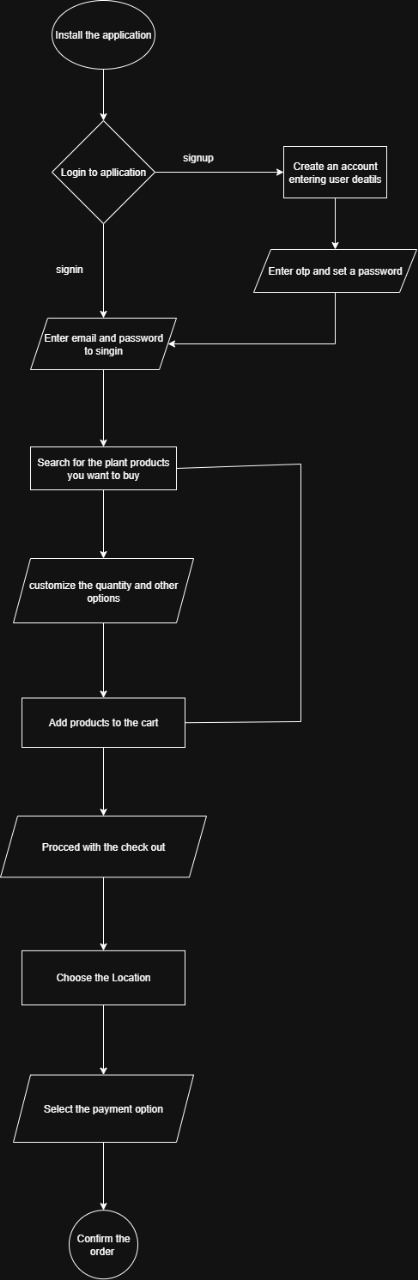 Install the application
Login to apllication
signup
Create an account
entering user deatils
signin
Enter otp and set a password
Enter email and password
to singin
Search for the plant products
you want to buy
customize the quantity and other
options
Add products to the cart
Procced with the check out
Choose the Location
Select the payment option
Confirm the
order